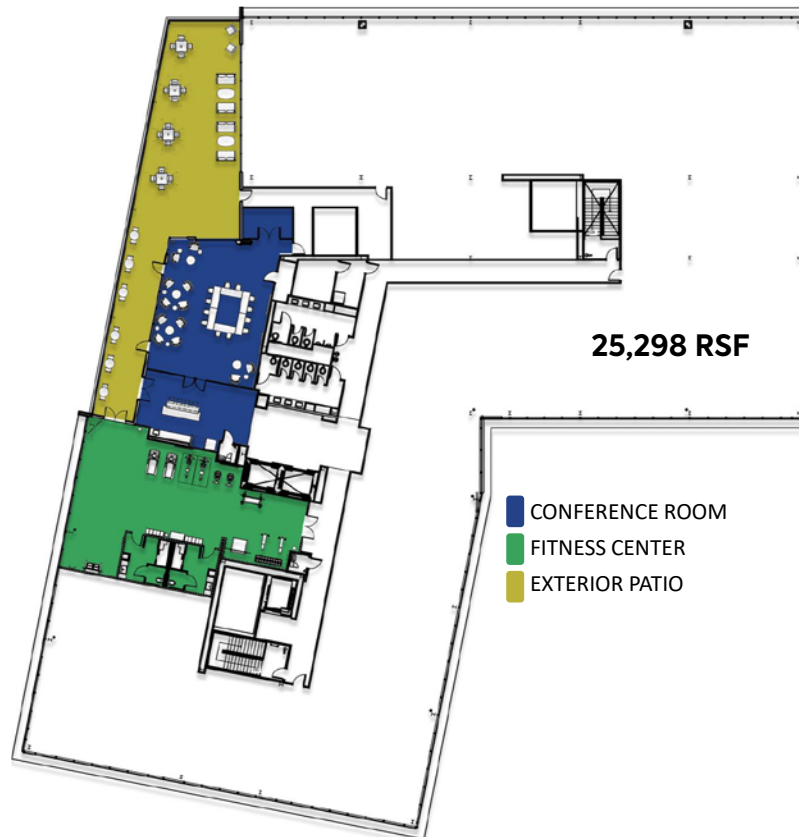 25,298 RSF
CONFERENCE ROOM
FITNESS CENTER
EXTERIOR PATIO